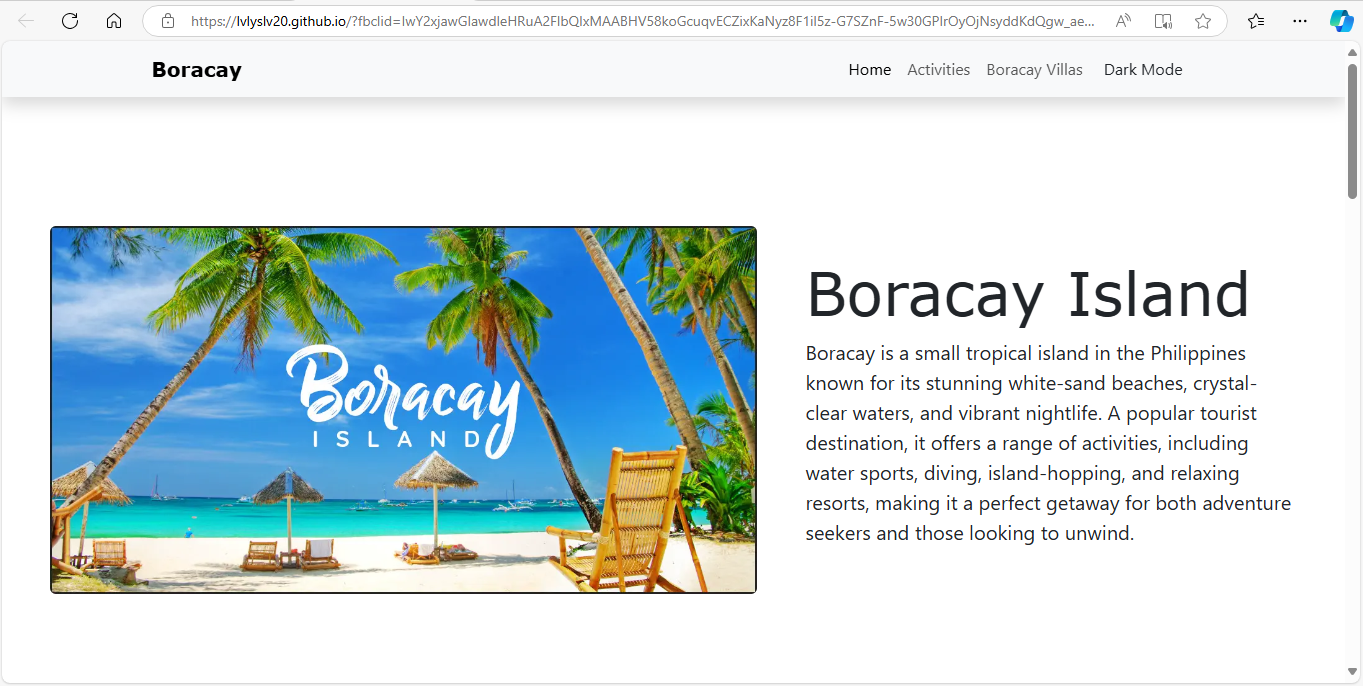 https://lvlyslv20.github.io/?fbclid=IwY2xjawGlawdleHRuA2FlbQIxMAABHV58koGcuqvECZixKaNyz8F1iI5z-G7SZnF-5w30GPIrOyOjNsyddKdQgw_ae...
Boracay
Home Activities Boracay Villas Dark Mode
Boracay
ISLAND
Boracay Island
Boracay is a small tropical island in the Philippines
known for its stunning white-sand beaches, crystal-
clear waters, and vibrant nightlife. A popular tourist
destination, it offers a range of activities, including
water sports, diving, island-hopping, and relaxing
resorts, making it a perfect getaway for both adventure
seekers and those looking to unwind.